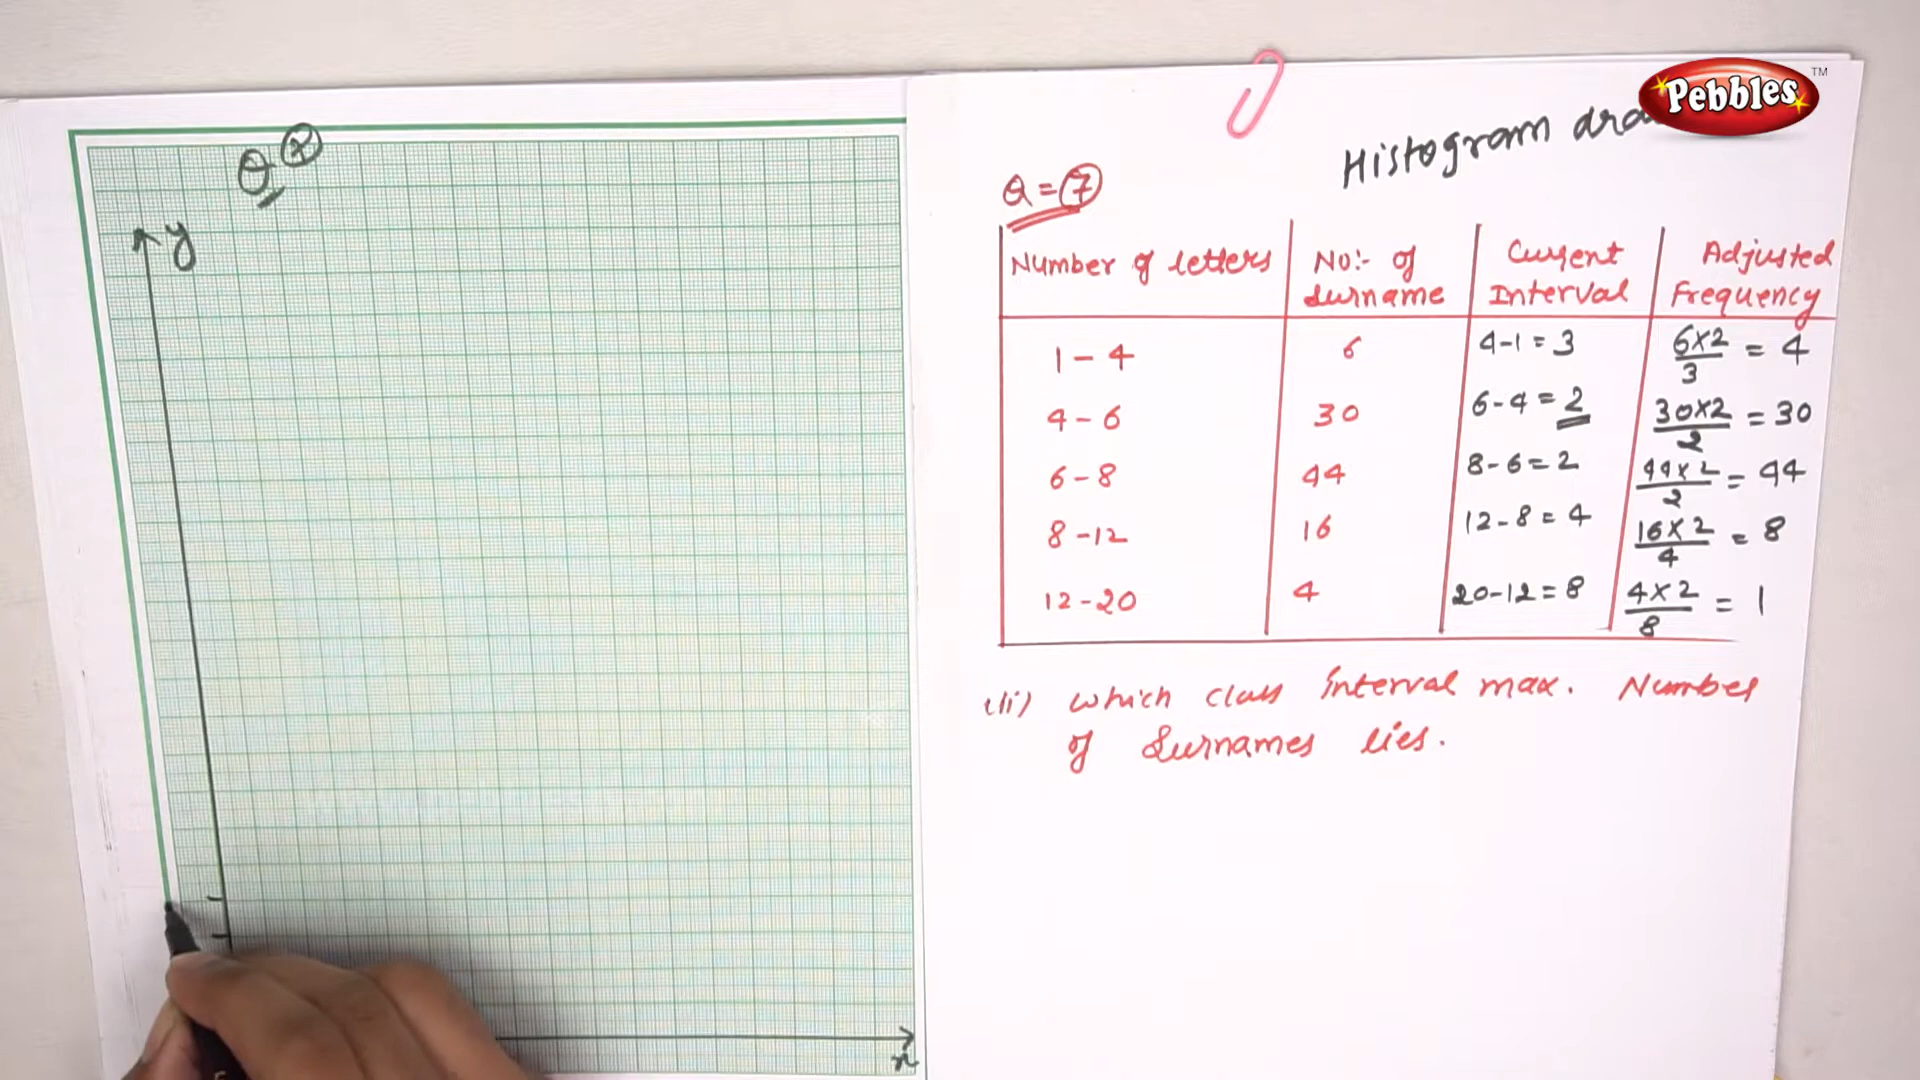 Pebbles TM
Histogram
Q = 7
Number of letters | No:- of surname | Current Interval | Adjusted Frequency
1 - 4 | 6 | 4-1 = 3 | 6x2/3 = 4
4 - 6 | 30 | 6-4 = 2 | 30x2/2 = 30
6 - 8 | 44 | 8-6 = 2 | 44x2/2 = 44
8 - 12 | 16 | 12-8 = 4 | 16x2/4 = 8
12 - 20 | 4 | 20-12 = 8 | 4x2/8 = 1
(ii) which class interval max. Number
of surnames lies.
Q
y
x